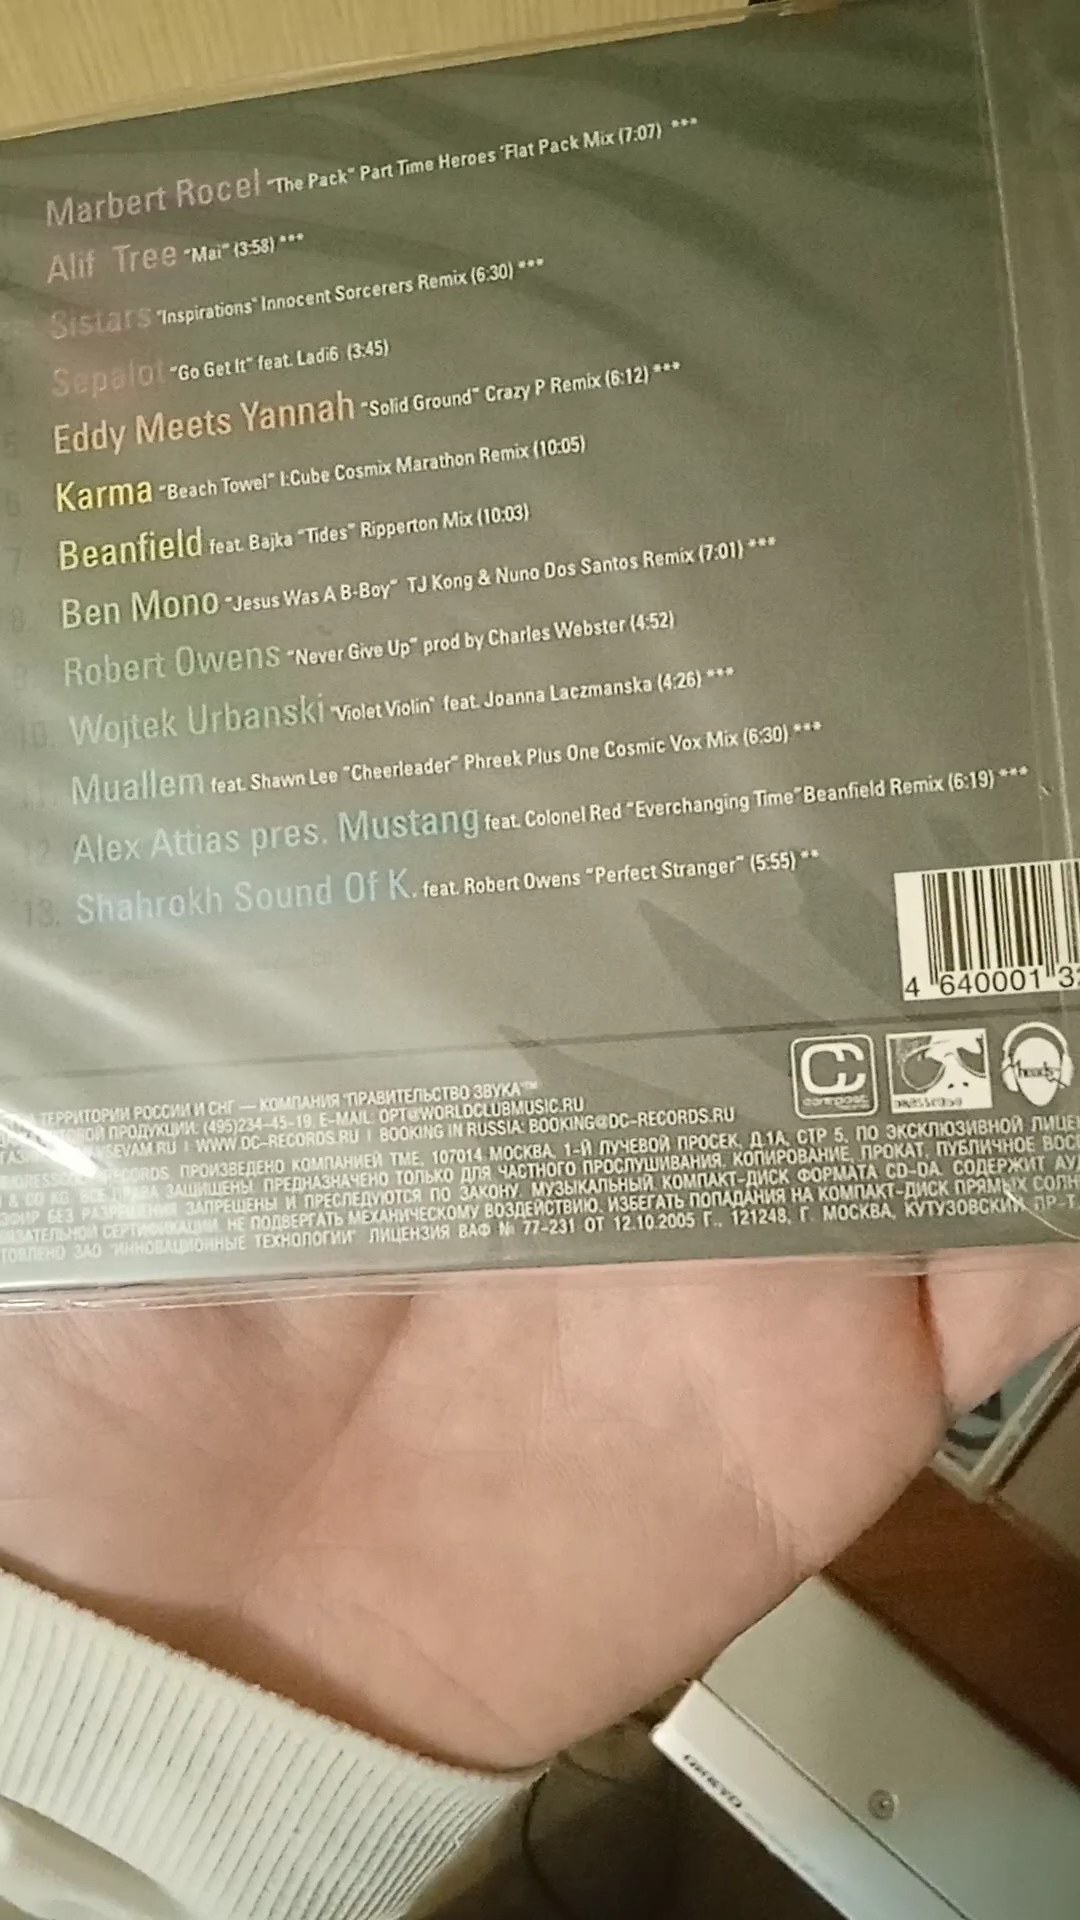 Marbert Rocel "The Pack" Part Time Heroes 'Flat Pack Mix (7:07) ***
Alif Tree "Mai" (3:58) ***
Sistars "Inspirations" Innocent Sorcerers Remix (6:30) ***
Sepalot "Go Get It" feat. Ladi6 (3:45)
5 Eddy Meets Yannah "Solid Ground" Crazy P Remix (6:12) ***
6 Karma "Beach Towel" I:Cube Cosmix Marathon Remix (10:05)
7 Beanfield feat. Bajka "Tides" Ripperton Mix (10:03)
8. Ben Mono "Jesus Was A B-Boy" TJ Kong & Nuno Dos Santos Remix (7:01) ***
Robert Owens "Never Give Up" prod by Charles Webster (4:52)
10. Wojtek Urbanski "Violet Violin" feat. Joanna Laczmanska (4:26) ***
11. Muallem feat. Shawn Lee "Cheerleader" Phreek Plus One Cosmic Vox Mix (6:30) ***
12 Alex Attias pres. Mustang feat. Colonel Red "Everchanging Time" Beanfield Remix (6:19) ***
13. Shahrokh Sound Of K. feat. Robert Owens "Perfect Stranger" (5:55) **
4 640001 3
compost
heady
ТЕРРИТОРИИ РОССИИ И СНГ — КОМПАНИЯ "ПРАВИТЕЛЬСТВО ЗВУКА"™
ПРОДУКЦИИ: (495)234-45-19, E-MAIL: OPT@WORLDCLUBMUSIC.RU
SEVAM.RU | WWW.DC-RECORDS.RU | BOOKING IN RUSSIA: BOOKING@DC-RECORDS.RU
RECORDS. ПРОИЗВЕДЕНО КОМПАНИЕЙ ТМЕ, 107014 МОСКВА, 1-Й ЛУЧЕВОЙ ПРОСЕК, Д.1А, СТР 5, ПО ЭКСКЛЮЗИВНОЙ
& CO KG. ВСЕ ПРАВА ЗАЩИЩЕНЫ. ПРЕДНАЗНАЧЕНО ТОЛЬКО ДЛЯ ЧАСТНОГО ПРОСЛУШИВАНИЯ. КОПИРОВАНИЕ, ПРОКАТ, ПУБЛИЧНОЕ
БЕЗ РАЗРЕШЕНИЯ ЗАПРЕЩЕНЫ И ПРЕСЛЕДУЮТСЯ ПО ЗАКОНУ. МУЗЫКАЛЬНЫЙ КОМПАКТ-ДИСК ФОРМАТА CD-DA. СОДЕРЖИТ
СЕРТИФИКАЦИИ. НЕ ПОДВЕРГАТЬ МЕХАНИЧЕСКОМУ ВОЗДЕЙСТВИЮ. ИЗБЕГАТЬ ПОПАДАНИЯ НА КОМПАКТ-ДИСК ПРЯМЫХ
ЗАО "ИННОВАЦИОННЫЕ ТЕХНОЛОГИИ" ЛИЦЕНЗИЯ ВАФ № 77-231 ОТ 12.10.2005 Г., 121248, Г. МОСКВА, КУТУЗОВСКИЙ ПР-Т,
ONKYO